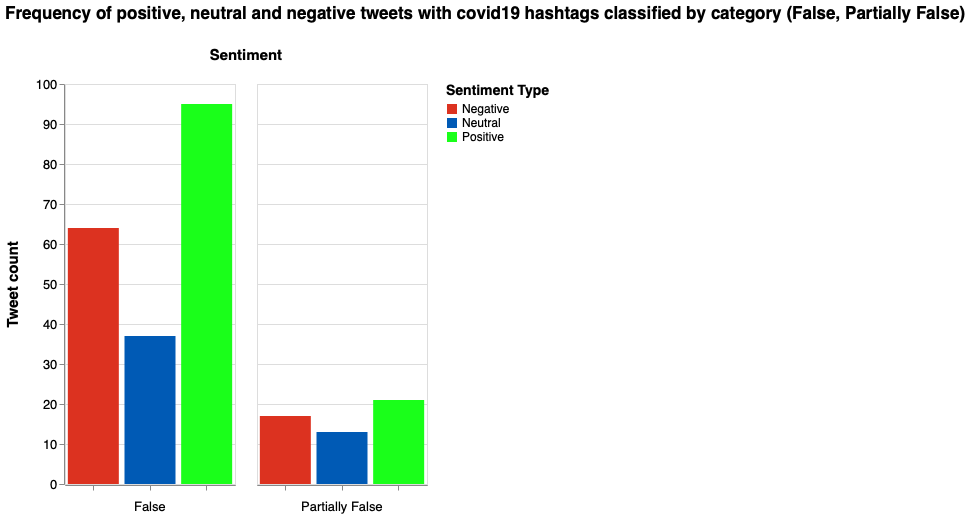 Frequency of positive, neutral and negative tweets with covid19 hashtags classified by category (False, Partially False)
Sentiment
Sentiment Type
Negative
Neutral
Positive
Tweet count
100
90
80
70
60
50
40
30
20
10
0
False
Partially False